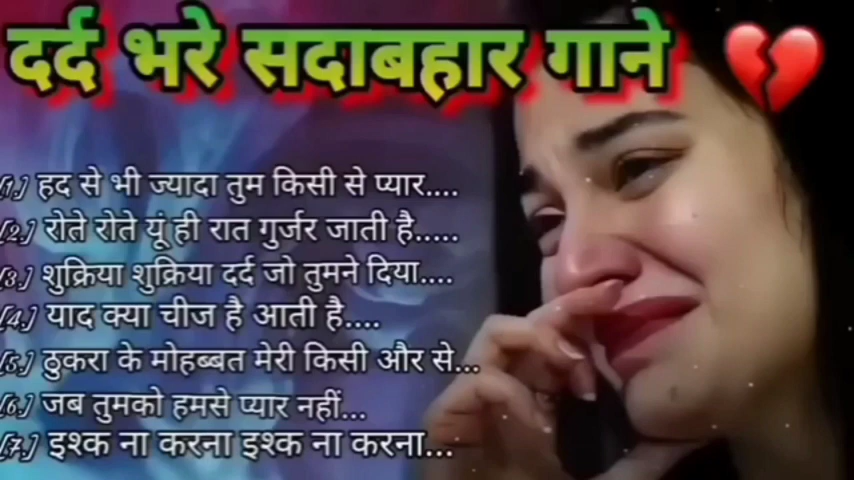 दर्द भरे सदाबहार गाने
[1.] हद से भी ज्यादा तुम किसी से प्यार....
[2.] रोते रोते यूं ही रात गुर्जर जाती है.....
[3.] शुक्रिया शुक्रिया दर्द जो तुमने दिया....
[4.] याद क्या चीज है आती है....
[5.] ठुकरा के मोहब्बत मेरी किसी और से...
[6.] जब तुमको हमसे प्यार नहीं...
[7.] इश्क ना करना इश्क ना करना...